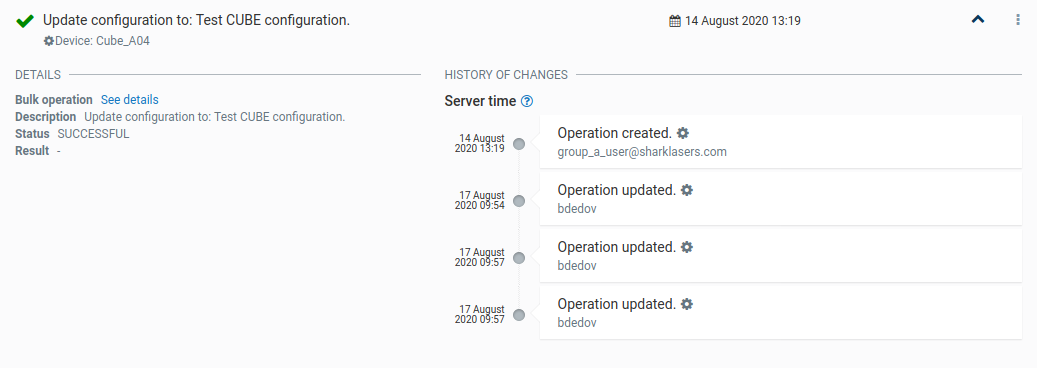 Update configuration to: Test CUBE configuration.
14 August 2020 13:19
Device: Cube_A04
DETAILS
Bulk operation See details
Description Update configuration to: Test CUBE configuration.
Status SUCCESSFUL
Result -
HISTORY OF CHANGES
Server time
14 August
2020 13:19
Operation created.
group_a_user@sharklasers.com
17 August
2020 09:54
Operation updated.
bdedov
17 August
2020 09:57
Operation updated.
bdedov
17 August
2020 09:57
Operation updated.
bdedov